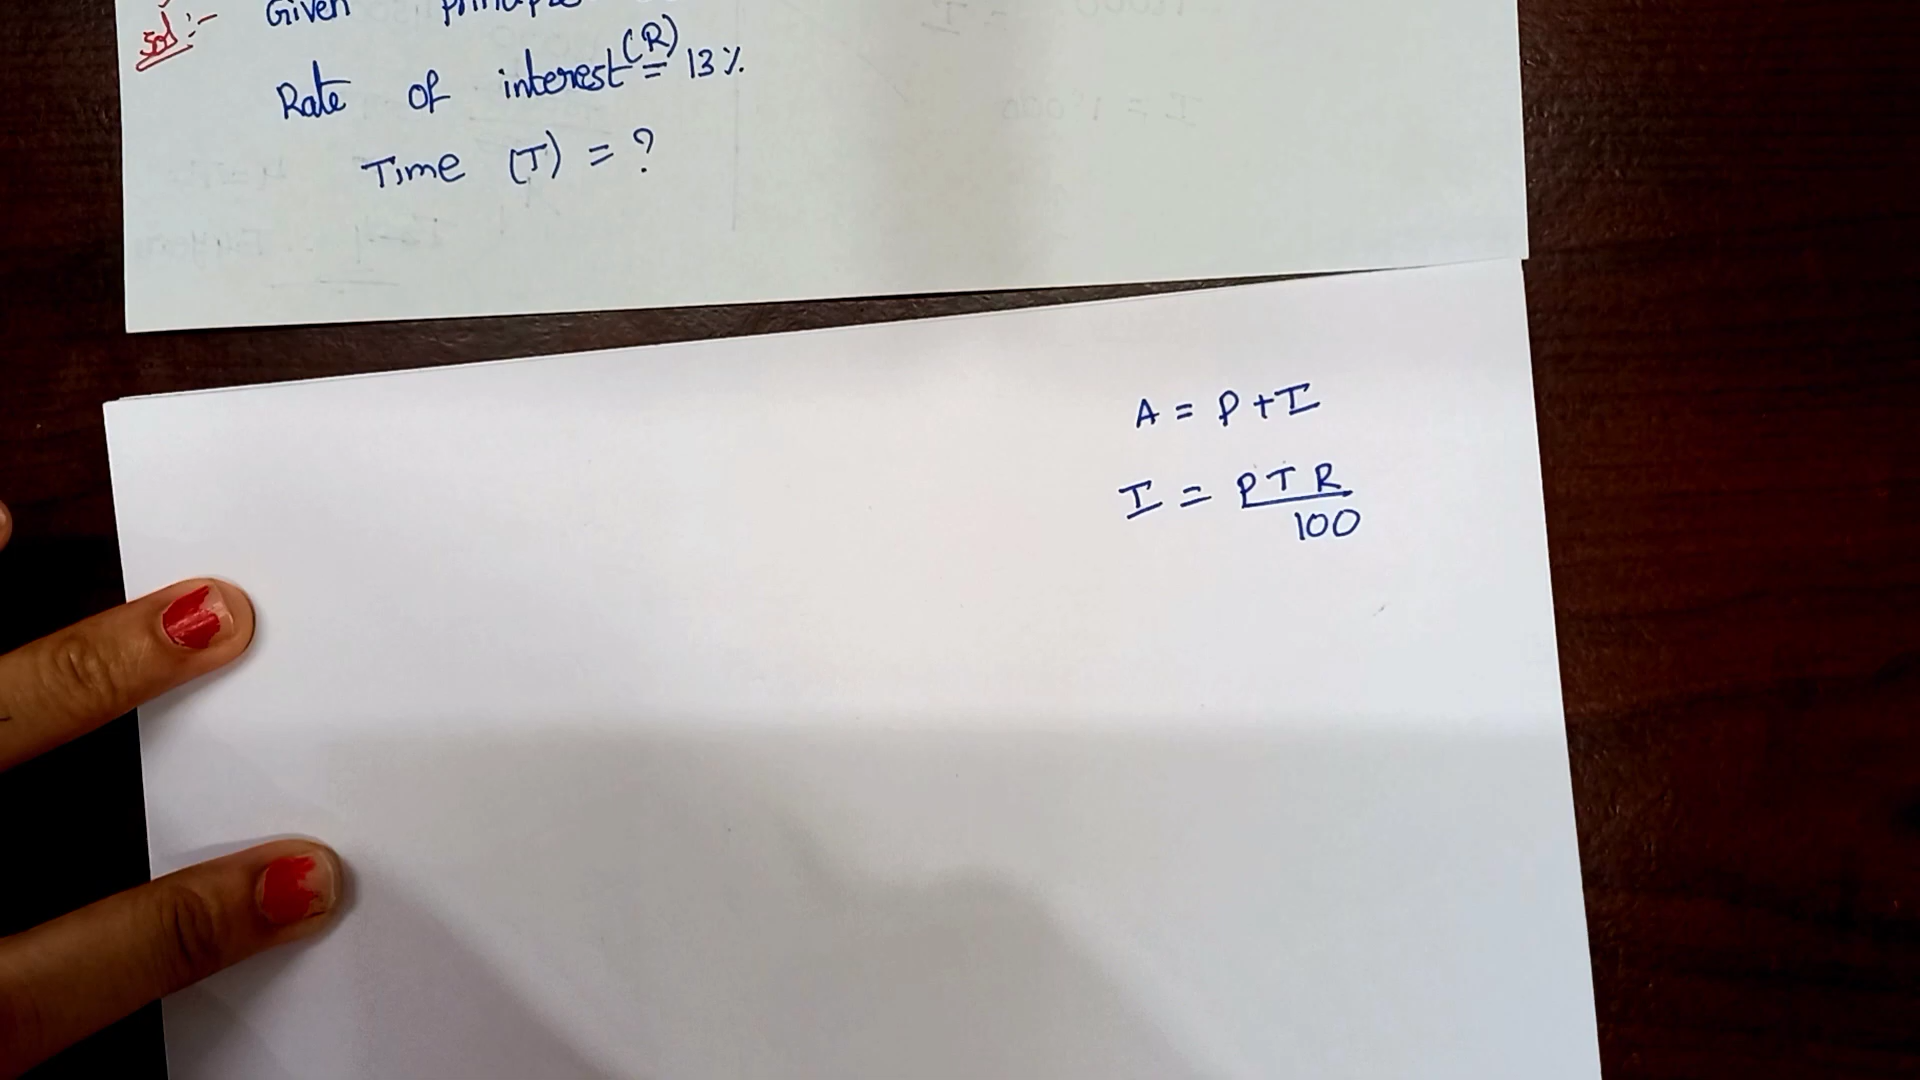 Sol:- Given
Rate of interest (R) = 13%
Time (T) = ?
A = P + I
I = PTR
100